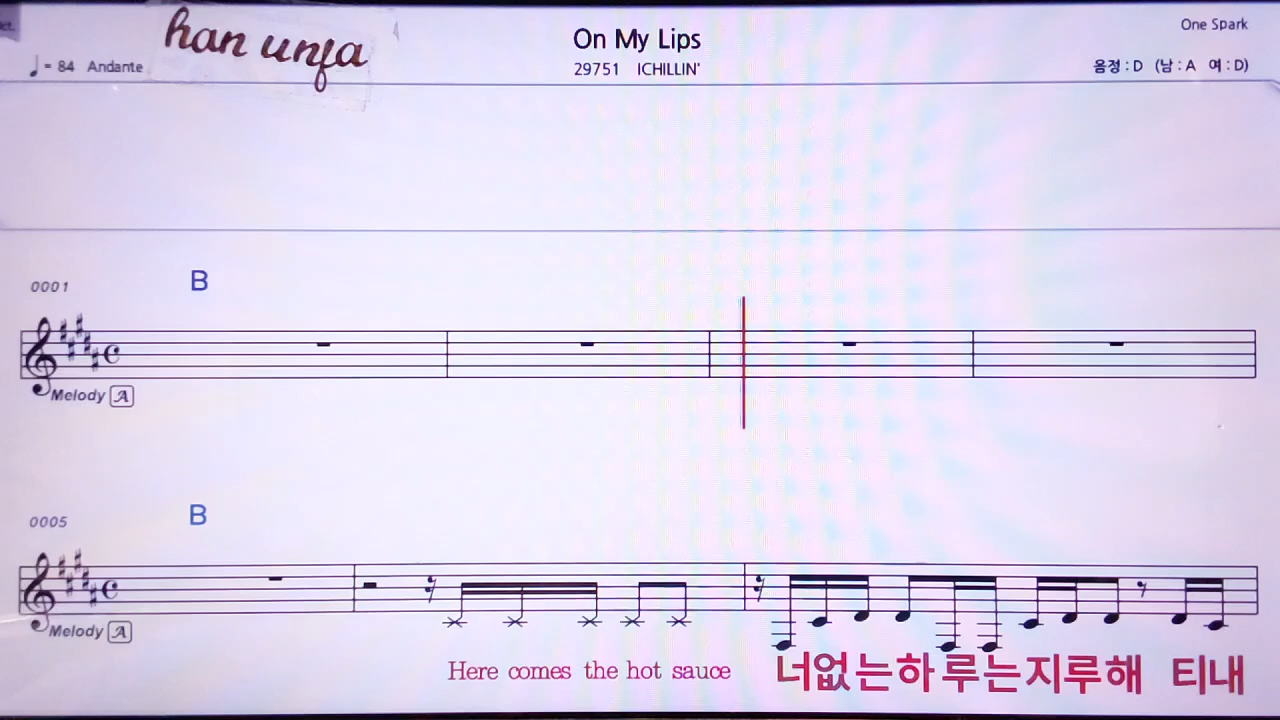 han unfa
On My Lips
One Spark
♩= 84 Andante
29751 ICHILLIN'
음정 : D (남 : A 여 : D)
0001
B
Melody A
0005
B
Melody A
Here comes the hot sauce 너없는하루는지루해 티내